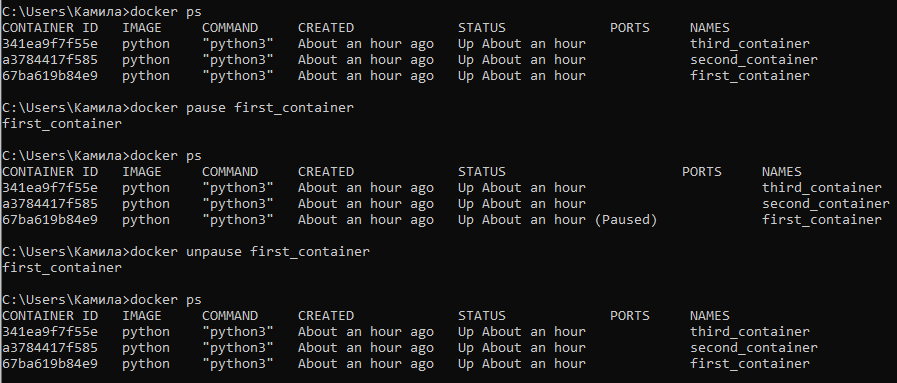 C:\Users\Камила>docker ps
CONTAINER ID   IMAGE     COMMAND     CREATED             STATUS             PORTS     NAMES
341ea9f7f55e   python    "python3"   About an hour ago   Up About an hour             third_container
a3784417f585   python    "python3"   About an hour ago   Up About an hour             second_container
67ba619b84e9   python    "python3"   About an hour ago   Up About an hour             first_container
C:\Users\Камила>docker pause first_container
first_container
C:\Users\Камила>docker ps
CONTAINER ID   IMAGE     COMMAND     CREATED             STATUS                      PORTS     NAMES
341ea9f7f55e   python    "python3"   About an hour ago   Up About an hour                      third_container
a3784417f585   python    "python3"   About an hour ago   Up About an hour                      second_container
67ba619b84e9   python    "python3"   About an hour ago   Up About an hour (Paused)             first_container
C:\Users\Камила>docker unpause first_container
first_container
C:\Users\Камила>docker ps
CONTAINER ID   IMAGE     COMMAND     CREATED             STATUS             PORTS     NAMES
341ea9f7f55e   python    "python3"   About an hour ago   Up About an hour             third_container
a3784417f585   python    "python3"   About an hour ago   Up About an hour             second_container
67ba619b84e9   python    "python3"   About an hour ago   Up About an hour             first_container